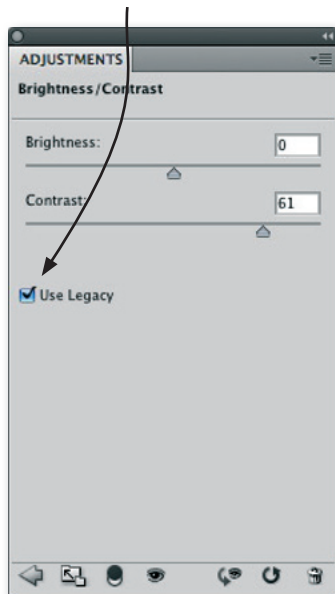 ADJUSTMENTS
Brightness/Contrast
Brightness: 0
Contrast: 61
Use Legacy